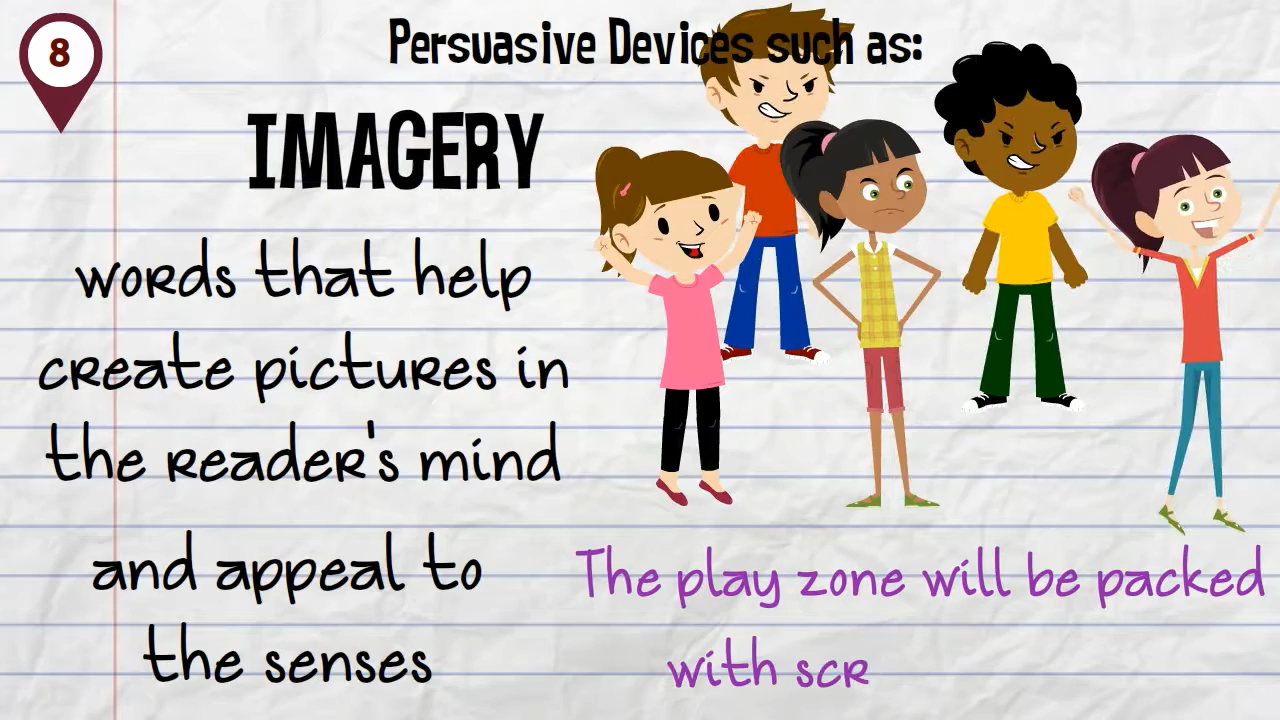 8
Persuasive Devices such as:
IMAGERY
words that help
create pictures in
the reader's mind
and appeal to
the senses
The play zone will be packed
with scr